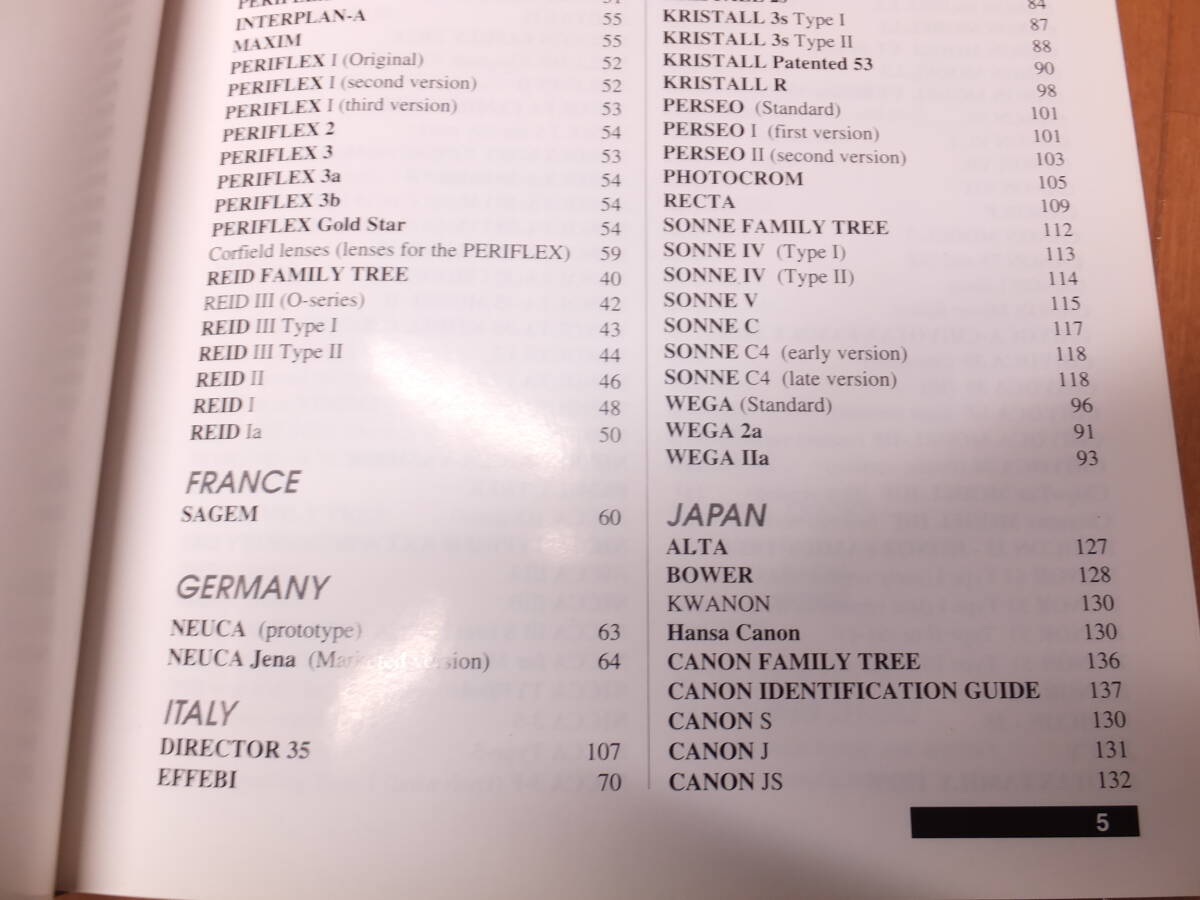 INTERPLAN-A 55
MAXIM 55
PERIFLEX I (Original) 52
PERIFLEX I (second version) 52
PERIFLEX I (third version) 53
PERIFLEX 2 54
PERIFLEX 3 53
PERIFLEX 3a 54
PERIFLEX 3b 54
PERIFLEX Gold Star 54
Corfield lenses (lenses for the PERIFLEX) 59
REID FAMILY TREE 40
REID III (O-series) 42
REID III Type I 43
REID III Type II 44
REID II 46
REID I 48
REID Ia 50
FRANCE
SAGEM 60
GERMANY
NEUCA (prototype) 63
NEUCA Jena (Marketed version) 64
ITALY
DIRECTOR 35 107
EFFEBI 70
84
KRISTALL 3s Type I 87
KRISTALL 3s Type II 88
KRISTALL Patented 53 90
KRISTALL R 98
PERSEO (Standard) 101
PERSEO I (first version) 101
PERSEO II (second version) 103
PHOTOCROM 105
RECTA 109
SONNE FAMILY TREE 112
SONNE IV (Type I) 113
SONNE IV (Type II) 114
SONNE V 115
SONNE C 117
SONNE C4 (early version) 118
SONNE C4 (late version) 118
WEGA (Standard) 96
WEGA 2a 91
WEGA IIa 93
JAPAN
ALTA 127
BOWER 128
KWANON 130
Hansa Canon 130
CANON FAMILY TREE 136
CANON IDENTIFICATION GUIDE 137
CANON S 130
CANON J 131
CANON JS 132
5